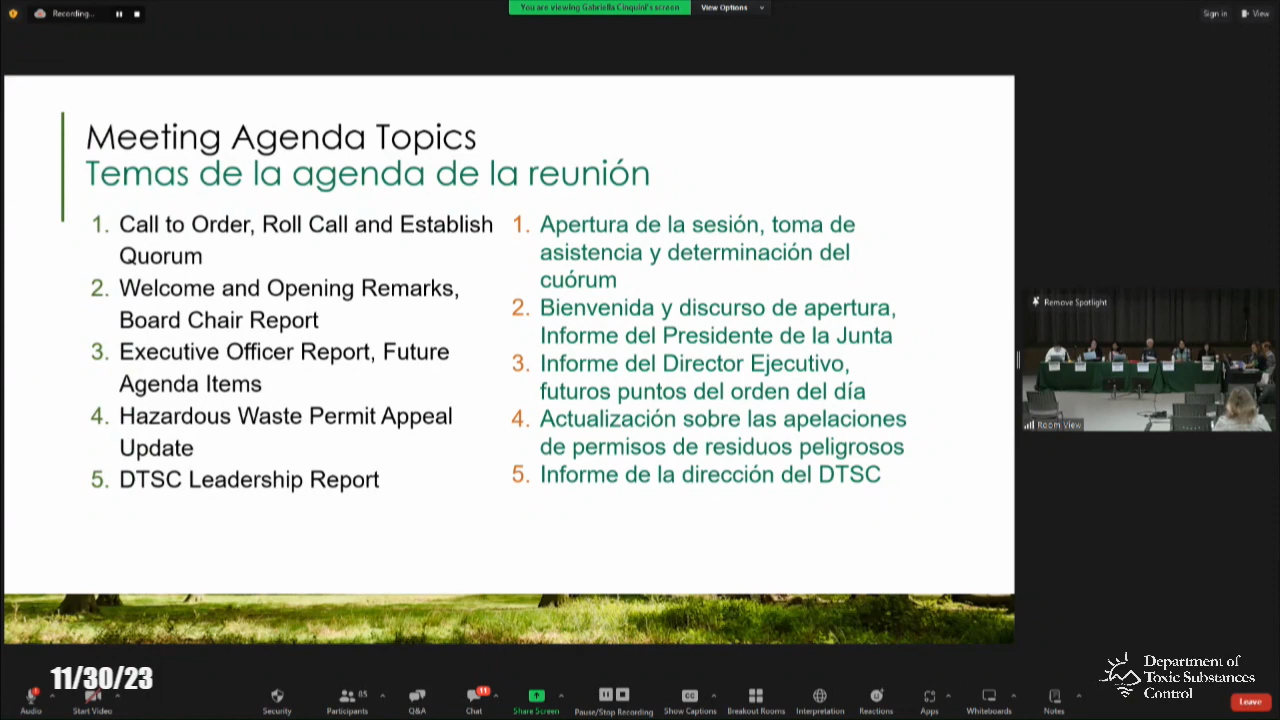 Recording...
You are viewing Gabriella Cinquini's screen
View Options
Sign in
View
Meeting Agenda Topics
Temas de la agenda de la reunión
1. Call to Order, Roll Call and Establish
Quorum
2. Welcome and Opening Remarks,
Board Chair Report
3. Executive Officer Report, Future
Agenda Items
4. Hazardous Waste Permit Appeal
Update
5. DTSC Leadership Report
1. Apertura de la sesión, toma de
asistencia y determinación del
cuórum
2. Bienvenida y discurso de apertura,
Informe del Presidente de la Junta
3. Informe del Director Ejecutivo,
futuros puntos del orden del día
4. Actualización sobre las apelaciones
de permisos de residuos peligrosos
5. Informe de la dirección del DTSC
Remove Spotlight
Room View
11/30/23
Department of
Toxic Substances
Control
Audio
Start Video
Security
Participants
85
Q&A
Chat
11
Share Screen
Pause/Stop Recording
CC
Show Captions
Breakout Rooms
Interpretation
Reactions
Apps
Whiteboards
Notes
Leave